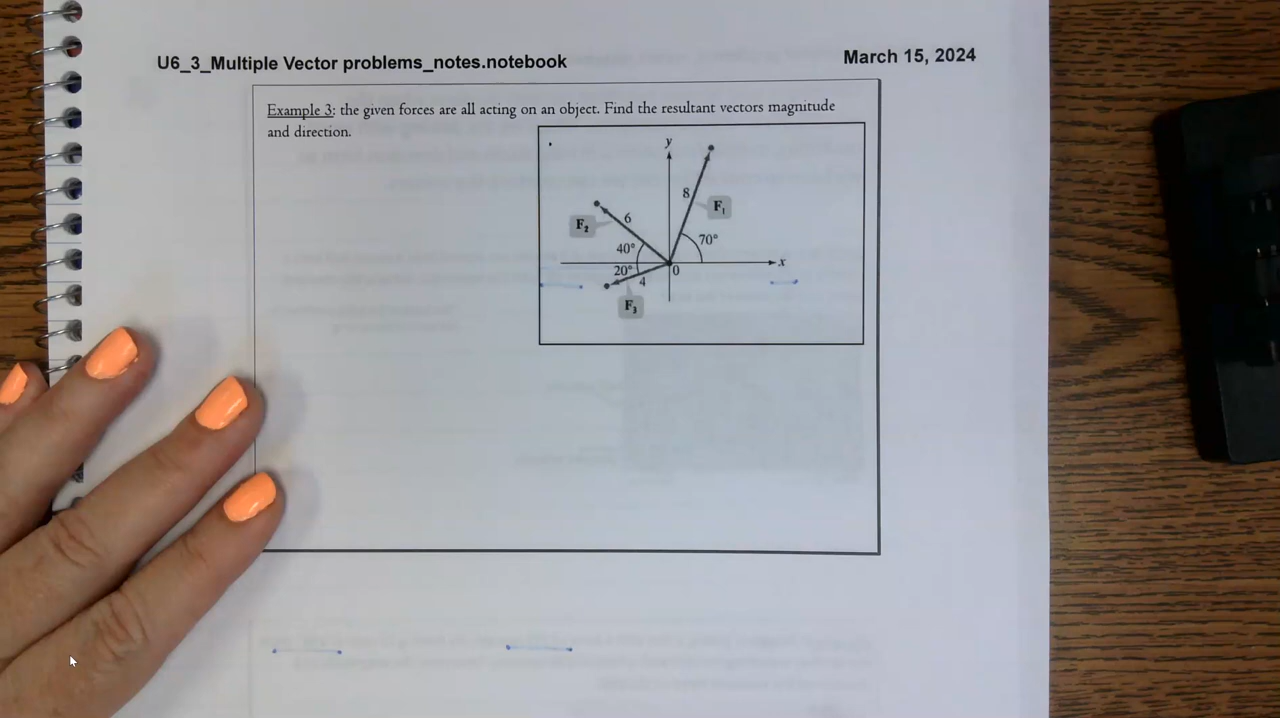 U6_3_Multiple Vector problems_notes.notebook
March 15, 2024
Example 3: the given forces are all acting on an object. Find the resultant vectors magnitude
and direction.
y
8
F₁
6
F₂
40°
70°
20°
0
x
4
F₃